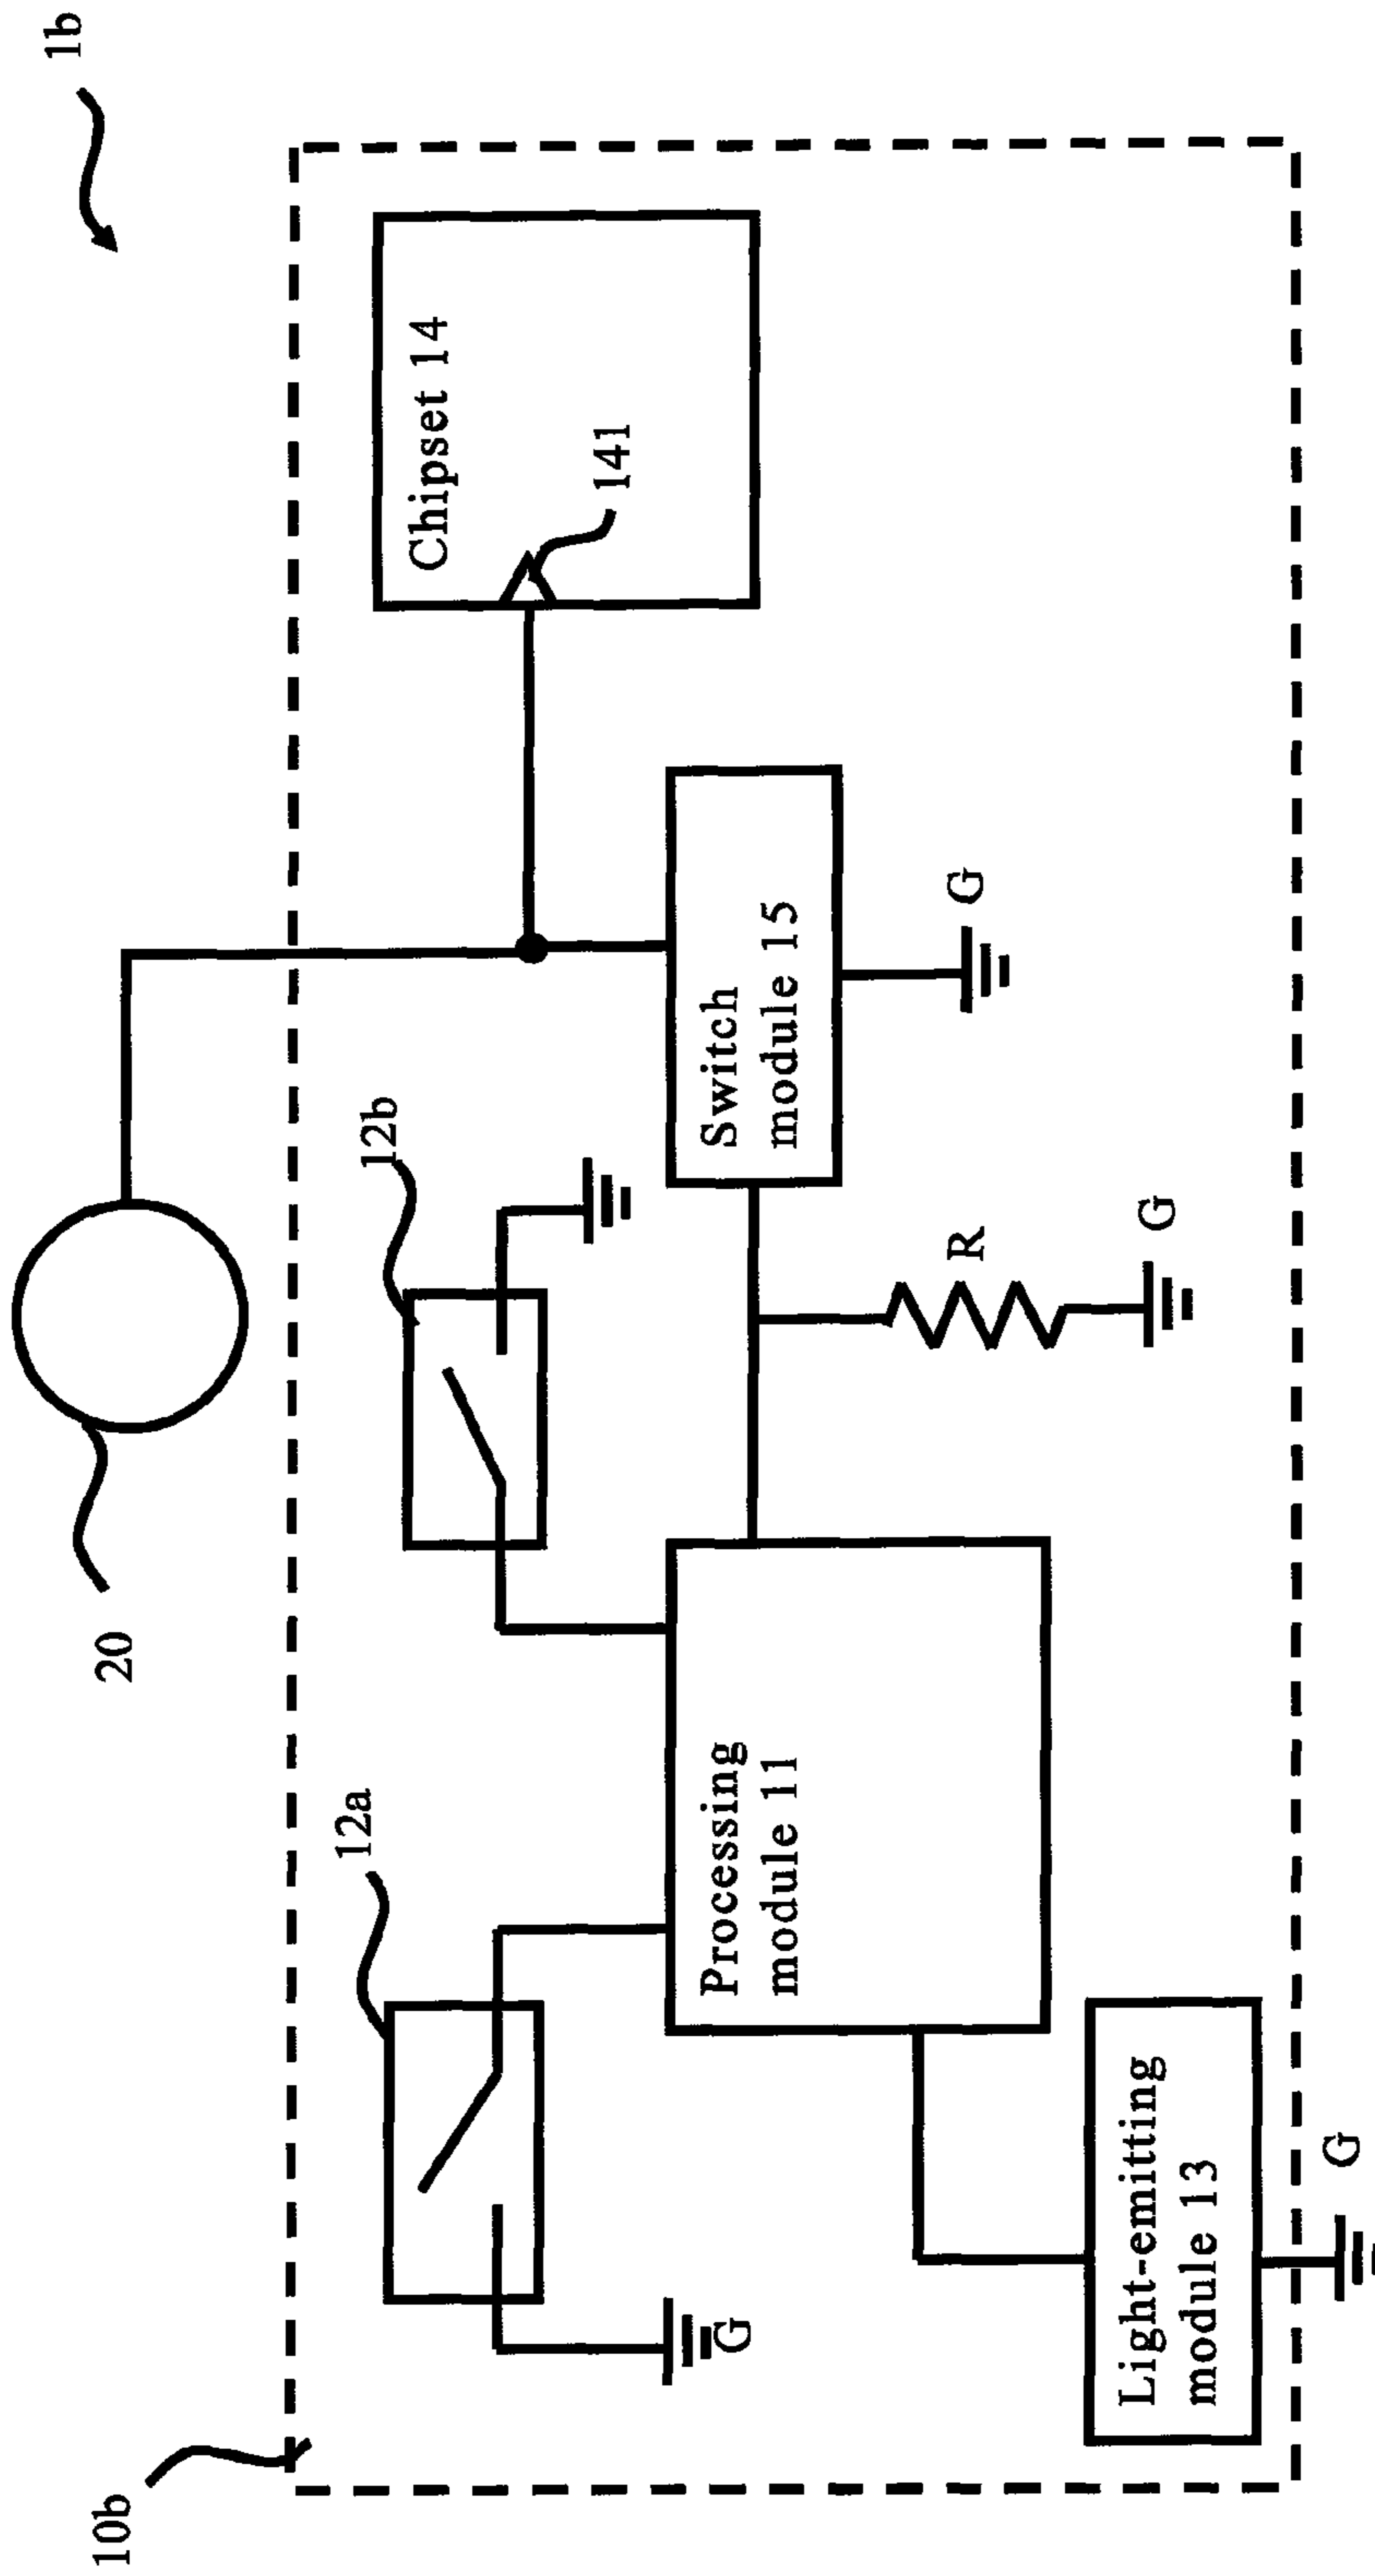 1b
10b
20
12a
12b
Chipset 14
141
Switch
module 15
G
R
G
Processing
module 11
G
Light-emitting
module 13
G